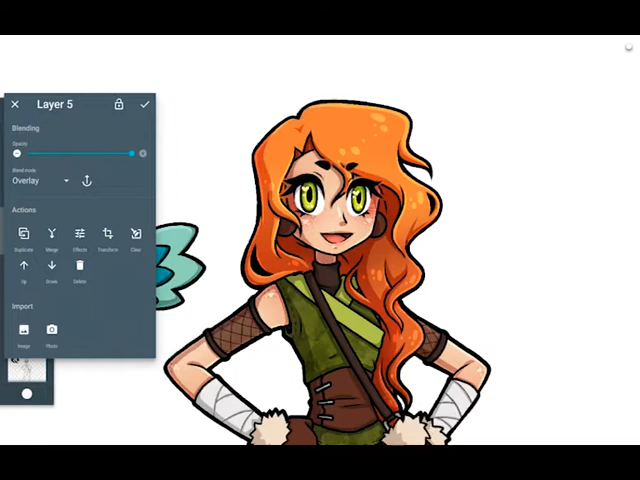 Layer 5
Blending
Opacity
Blend mode
Overlay
Actions
Duplicate Merge Effects Transform Clear
Up Down Delete
Import
Image Photo